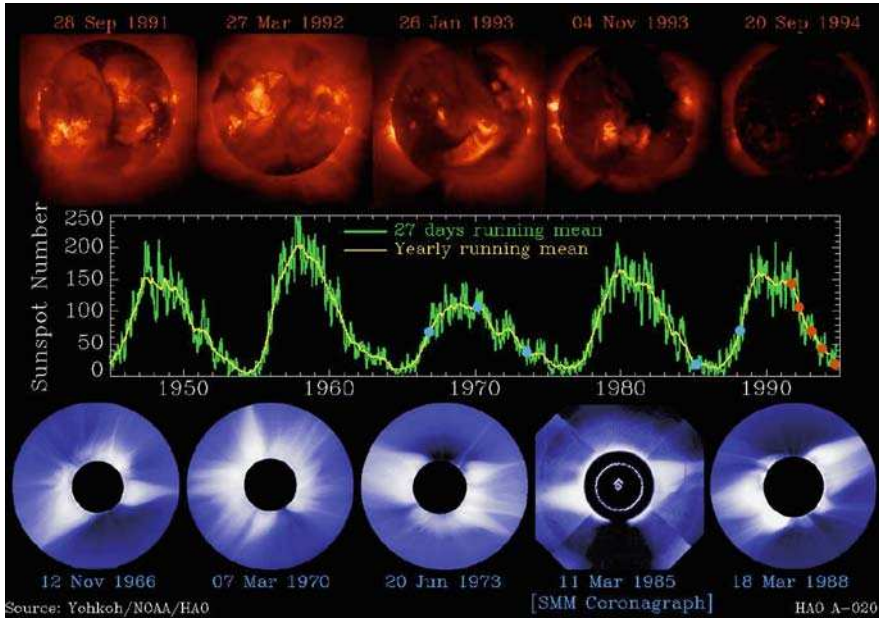 28 Sep 1991 27 Mar 1992 26 Jan 1993 04 Nov 1993 20 Sep 1994
Sunspot Number
250
200
150
100
50
0
27 days running mean
Yearly running mean
1950 1960 1970 1980 1990
12 Nov 1966 07 Mar 1970 20 Jun 1973 11 Mar 1985 18 Mar 1988
[SMM Coronagraph]
Source: Yohkoh/NOAA/HAO HAO A-020